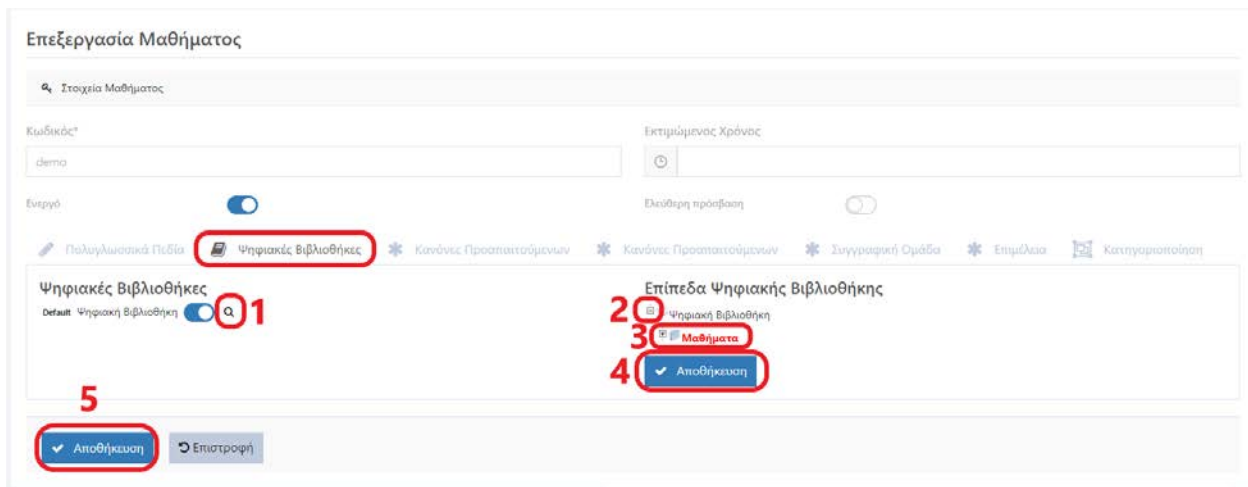 Επεξεργασία Μαθήματος
Στοιχεία Μαθήματος
Κωδικός* Εκτιμώμενος Χρόνος
demo
Ενεργό Ελεύθερη πρόσβαση
Πολυγλωσσικά Πεδία Ψηφιακές Βιβλιοθήκες Κανόνες Προαπαιτούμενων Κανόνες Προαπαιτούμενων Συγγραφική Ομάδα Επιμέλεια Κατηγοριοποίηση
Ψηφιακές Βιβλιοθήκες Επίπεδα Ψηφιακής Βιβλιοθήκης
Default Ψηφιακή Βιβλιοθήκη 1 2 Ψηφιακή Βιβλιοθήκη
3 Μαθήματα
4 Αποθήκευση
5
Αποθήκευση Επιστροφή